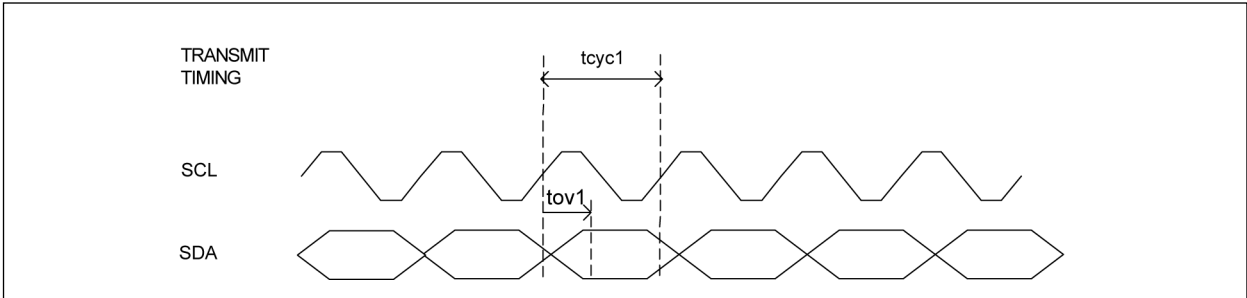 TRANSMIT
TIMING
tcyc1
SCL
tov1
SDA